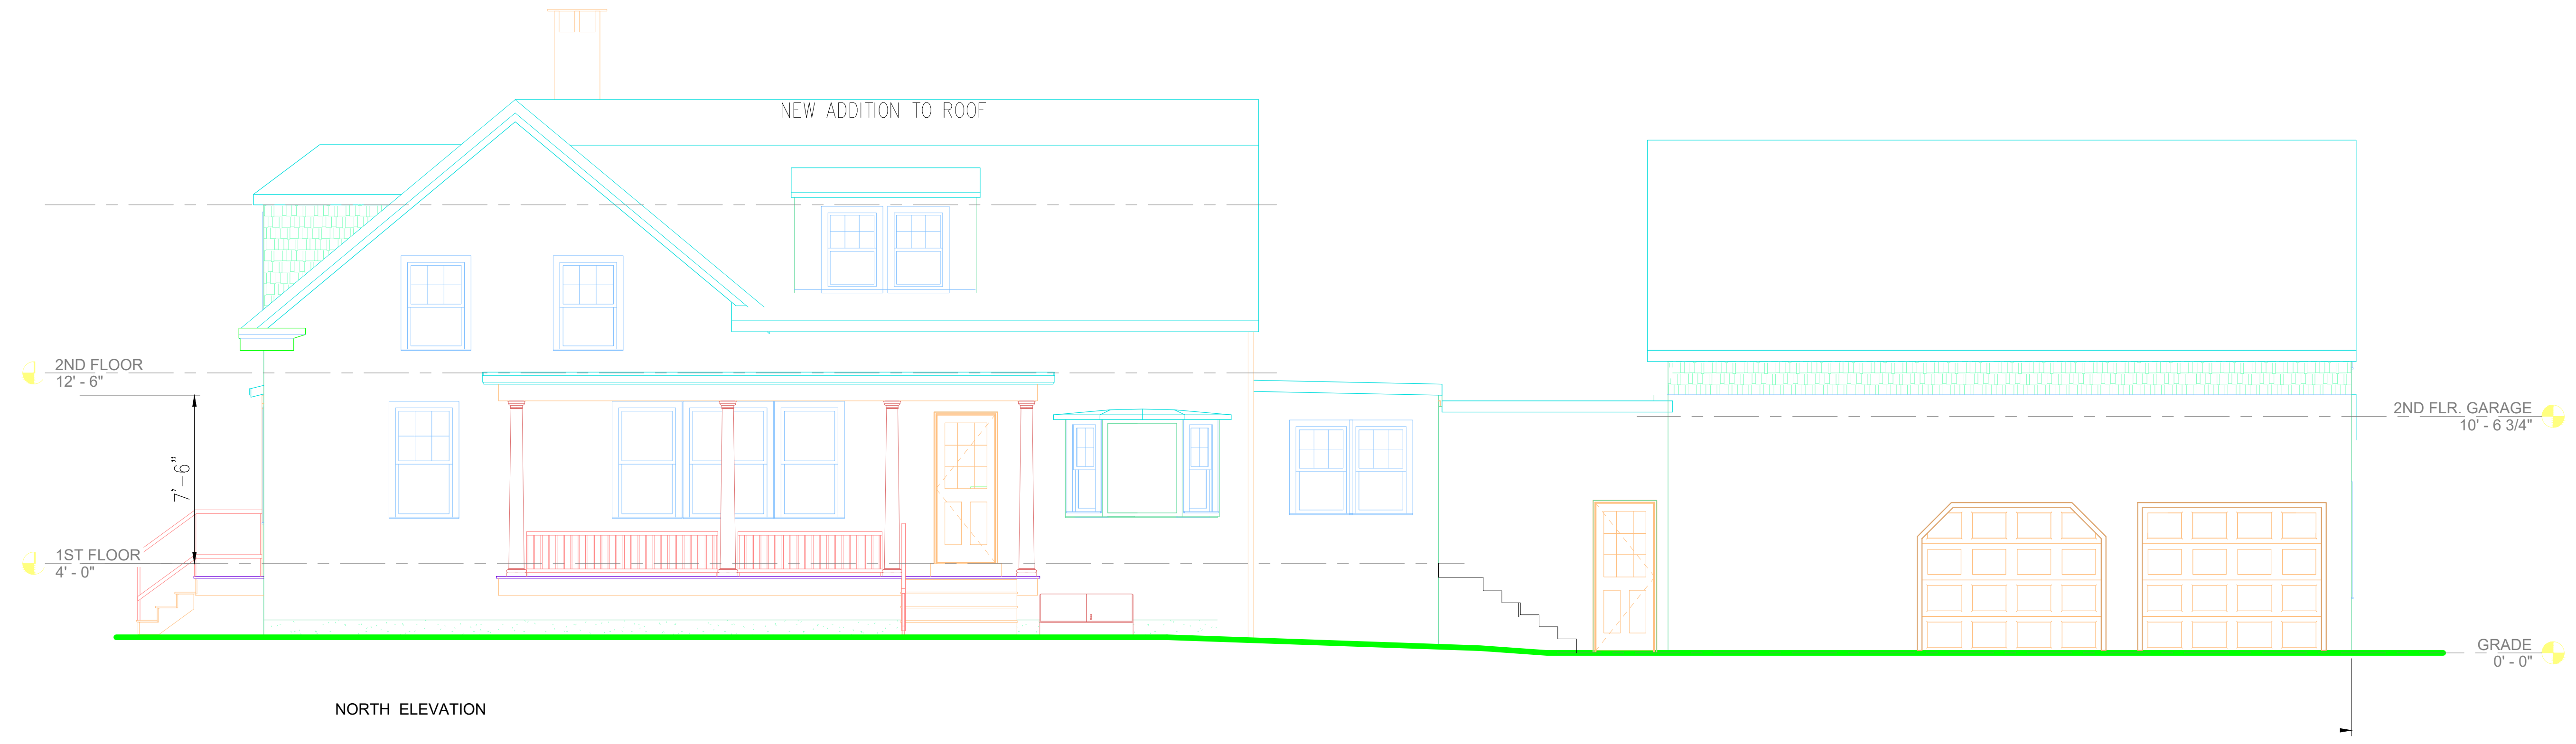 NEW ADDITION TO ROOF
2ND FLOOR
12' - 6"
2ND FLR. GARAGE
10' - 6 3/4"
7'-6"
1ST FLOOR
4' - 0"
GRADE
0' - 0"
NORTH ELEVATION